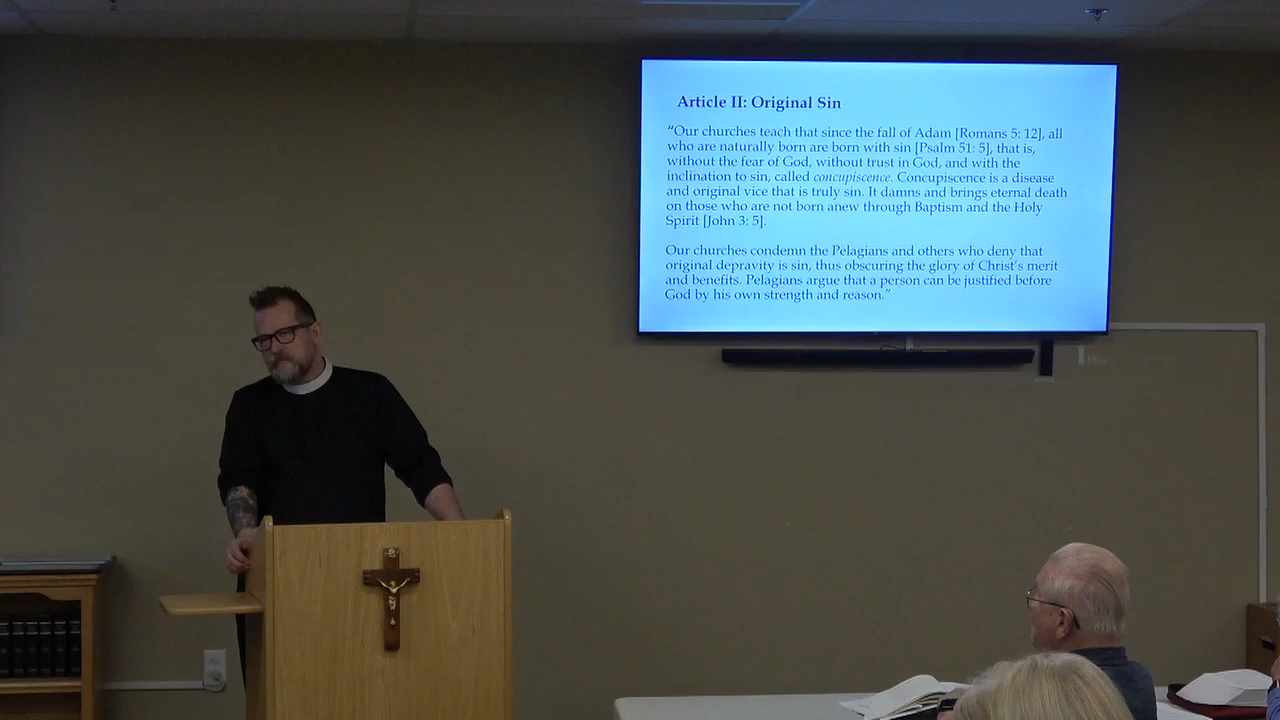 Article II: Original Sin
“Our churches teach that since the fall of Adam [Romans 5: 12], all
who are naturally born are born with sin [Psalm 51: 5], that is,
without the fear of God, without trust in God, and with the
inclination to sin, called concupiscence. Concupiscence is a disease
and original vice that is truly sin. It damns and brings eternal death
on those who are not born anew through Baptism and the Holy
Spirit [John 3: 5].
Our churches condemn the Pelagians and others who deny that
original depravity is sin, thus obscuring the glory of Christ's merit
and benefits. Pelagians argue that a person can be justified before
God by his own strength and reason.”